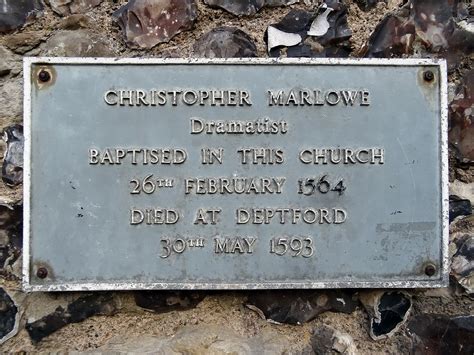 CHRISTOPHER MARLOWE
Dramatist
BAPTISED IN THIS CHURCH
26TH FEBRUARY 1564
DIED AT DEPTFORD
30TH MAY 1593